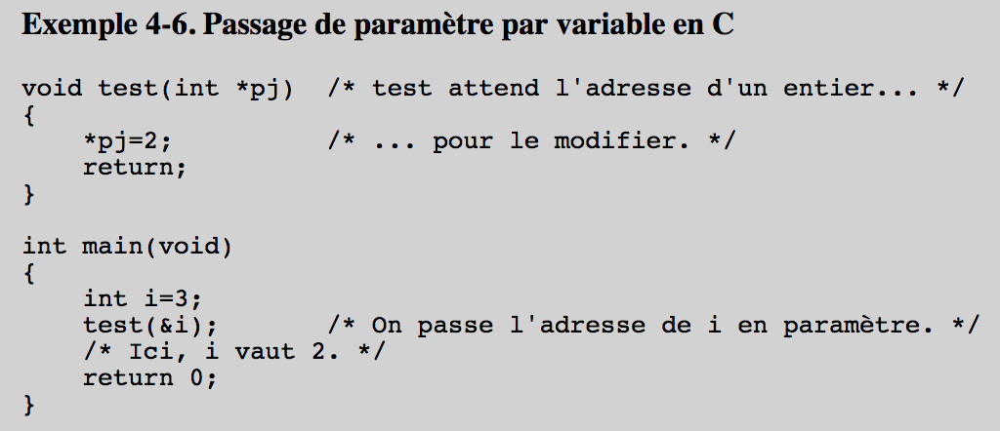 Exemple 4-6. Passage de paramètre par variable en C
void test(int *pj)  /* test attend l'adresse d'un entier... */
{
    *pj=2;          /* ... pour le modifier. */
    return;
}
int main(void)
{
    int i=3;
    test(&i);       /* On passe l'adresse de i en paramètre. */
    /* Ici, i vaut 2. */
    return 0;
}